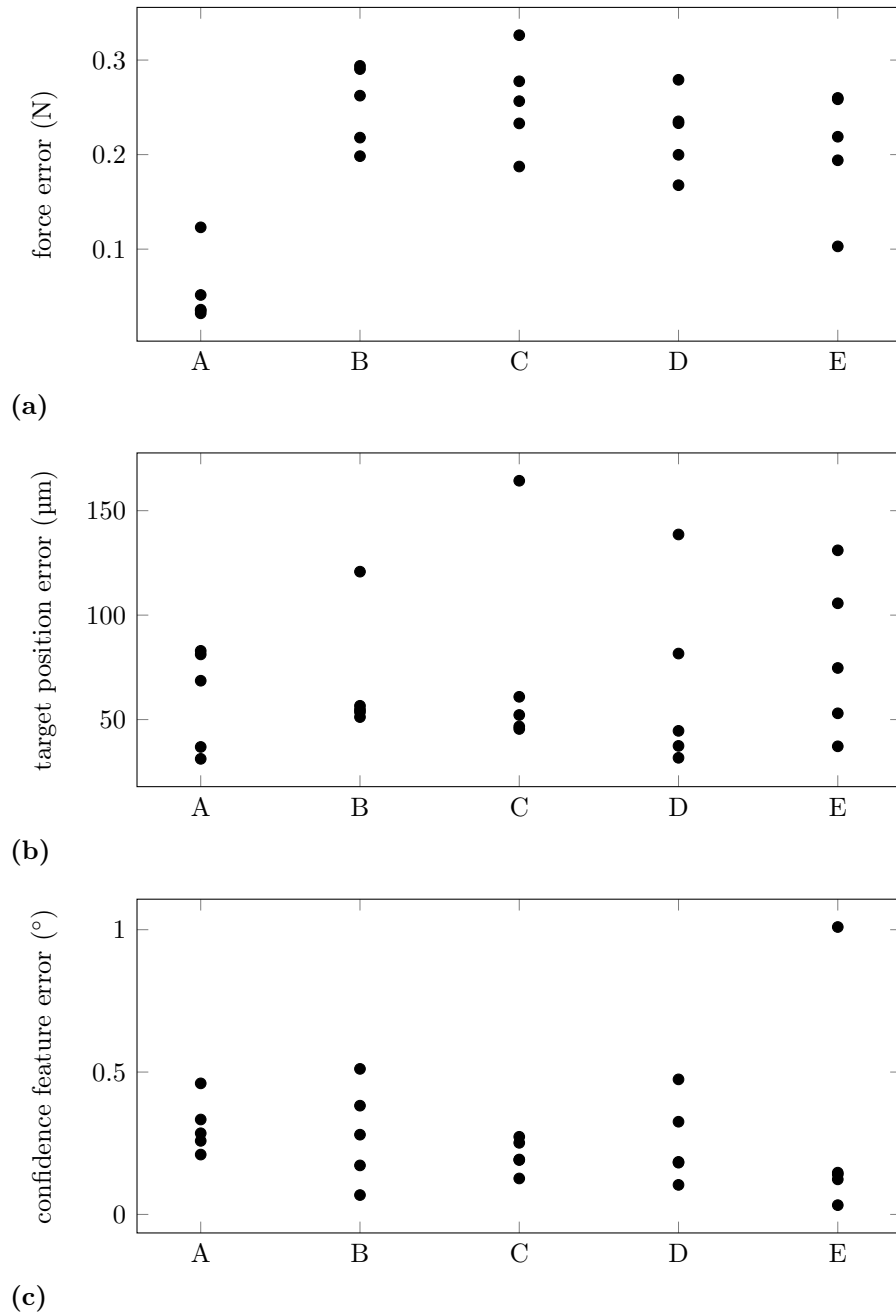 force error (N)
0.3
0.2
0.1
A B C D E
(a)
target position error (µm)
150
100
50
A B C D E
(b)
confidence feature error (°)
1
0.5
0
A B C D E
(c)